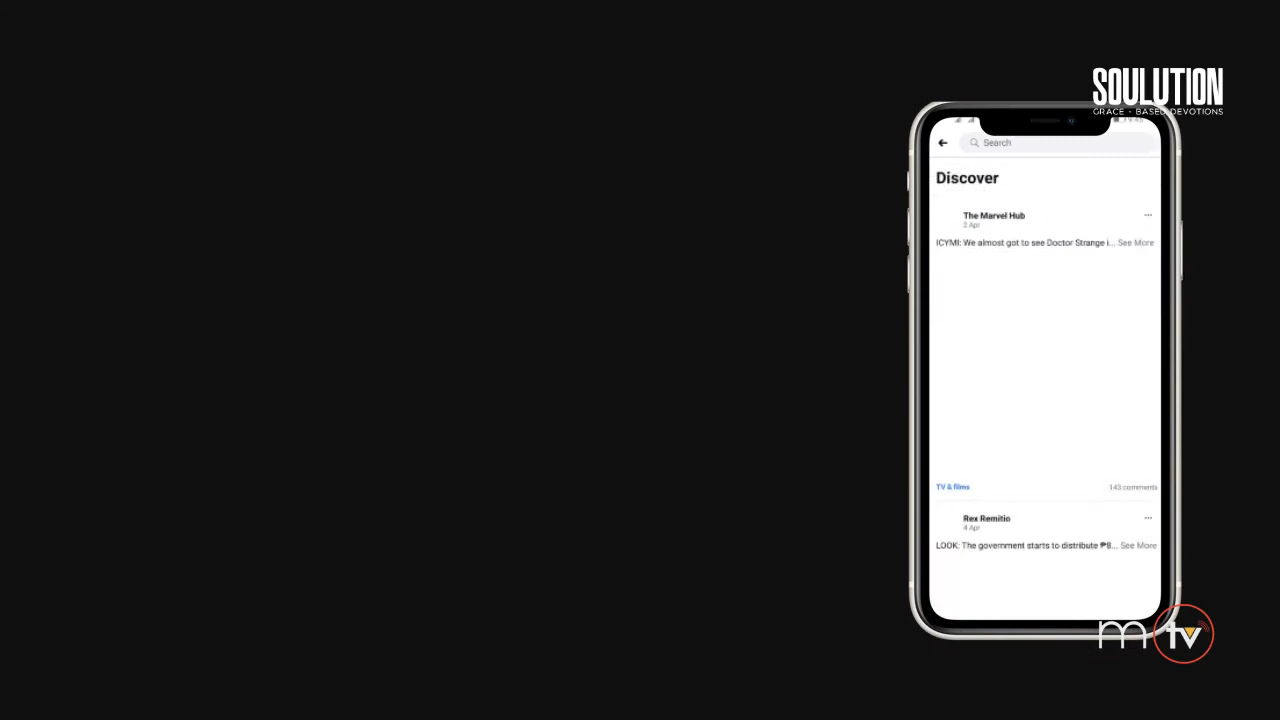 SOULUTION
GRACE - BASED DEVOTIONS
Search
Discover
The Marvel Hub
2 Apr
ICYMI: We almost got to see Doctor Strange i... See More
TV & films
143 comments
Rex Remitio
4 Apr
LOOK: The government starts to distribute ₱8... See More
m tv